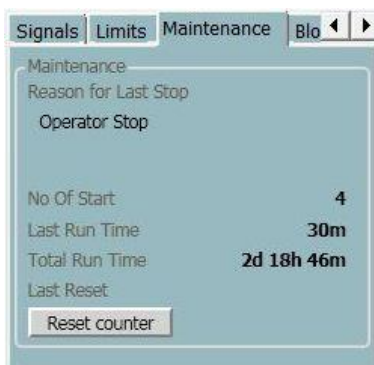 Signals Limits Maintenance Blo
Maintenance
Reason for Last Stop
Operator Stop
No Of Start 4
Last Run Time 30m
Total Run Time 2d 18h 46m
Last Reset
Reset counter